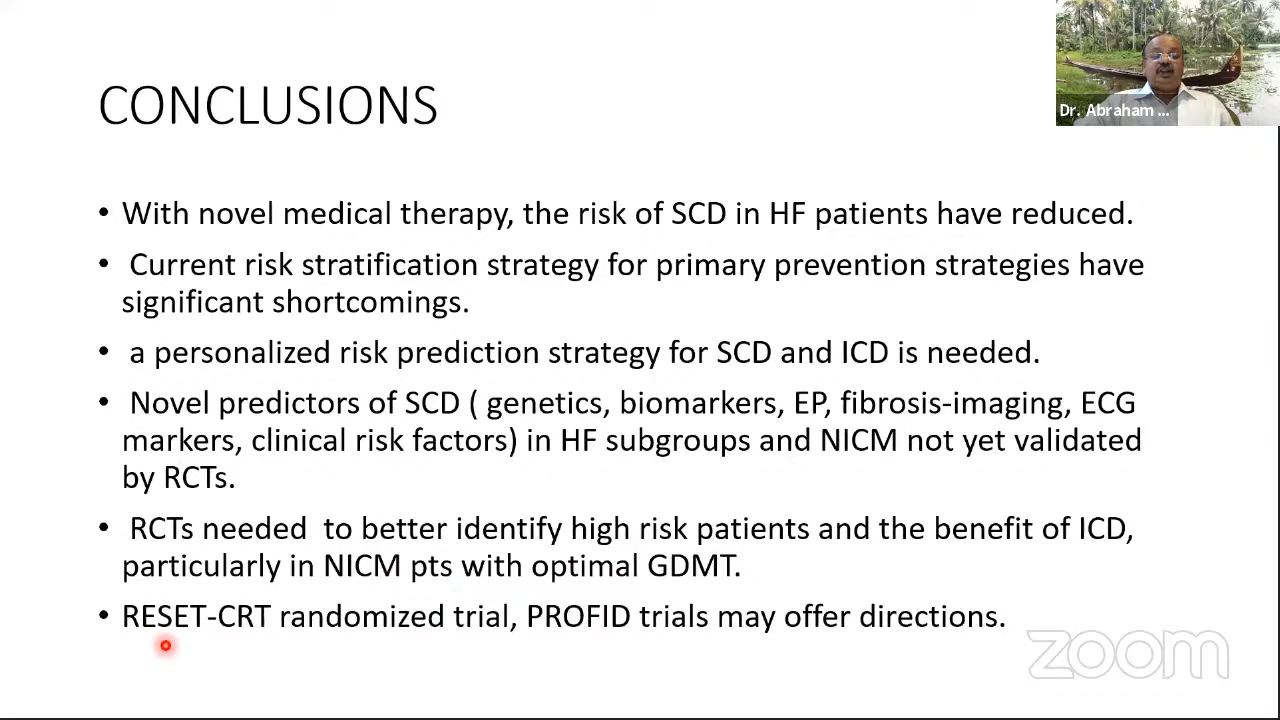 CONCLUSIONS
Dr. Abraham ...
• With novel medical therapy, the risk of SCD in HF patients have reduced.
• Current risk stratification strategy for primary prevention strategies have
significant shortcomings.
• a personalized risk prediction strategy for SCD and ICD is needed.
• Novel predictors of SCD ( genetics, biomarkers, EP, fibrosis-imaging, ECG
markers, clinical risk factors) in HF subgroups and NICM not yet validated
by RCTs.
• RCTs needed  to better identify high risk patients and the benefit of ICD,
particularly in NICM pts with optimal GDMT.
• RESET-CRT randomized trial, PROFID trials may offer directions.
zoom